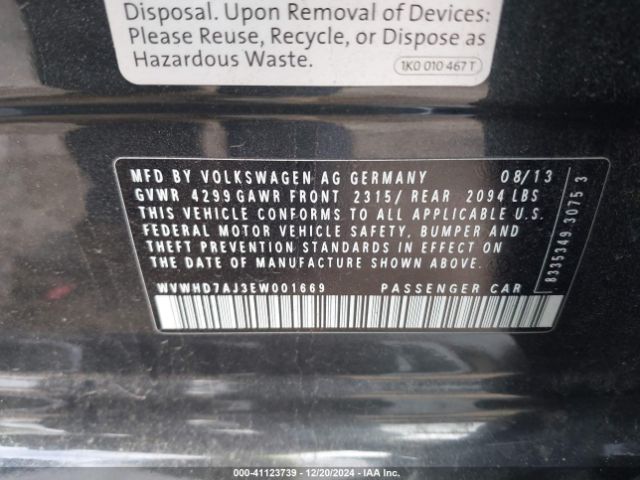 Disposal. Upon Removal of Devices:
Please Reuse, Recycle, or Dispose as
Hazardous Waste.
1K0 010 467 T
MFD BY VOLKSWAGEN AG GERMANY 08/13
GVWR 4299 GAWR FRONT 2315/ REAR 2094 LBS
THIS VEHICLE CONFORMS TO ALL APPLICABLE U.S.
FEDERAL MOTOR VEHICLE SAFETY, BUMPER AND
THEFT PREVENTION STANDARDS IN EFFECT ON
THE DATE OF MANUFACTURE SHOWN ABOVE.
WVWHD7AJ3EW001669 PASSENGER CAR
8335349.3075 3
000-41123739 - 12/20/2024 - IAA Inc.